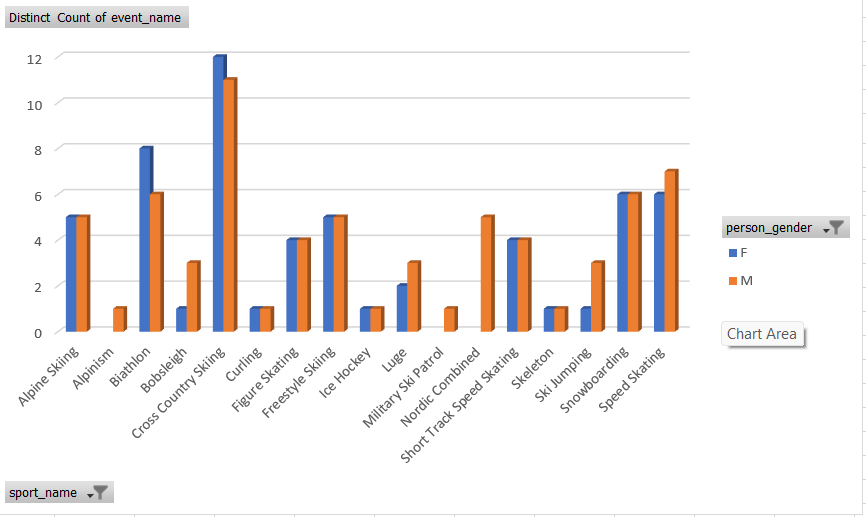 Distinct Count of event_name
12
10
8
6
4
2
0
Alpine Skiing
Alpinism
Biathlon
Bobsleigh
Cross Country Skiing
Curling
Figure Skating
Freestyle Skiing
Ice Hockey
Luge
Military Ski Patrol
Nordic Combined
Short Track Speed Skating
Skeleton
Ski Jumping
Snowboarding
Speed Skating
person_gender
F
M
Chart Area
sport_name